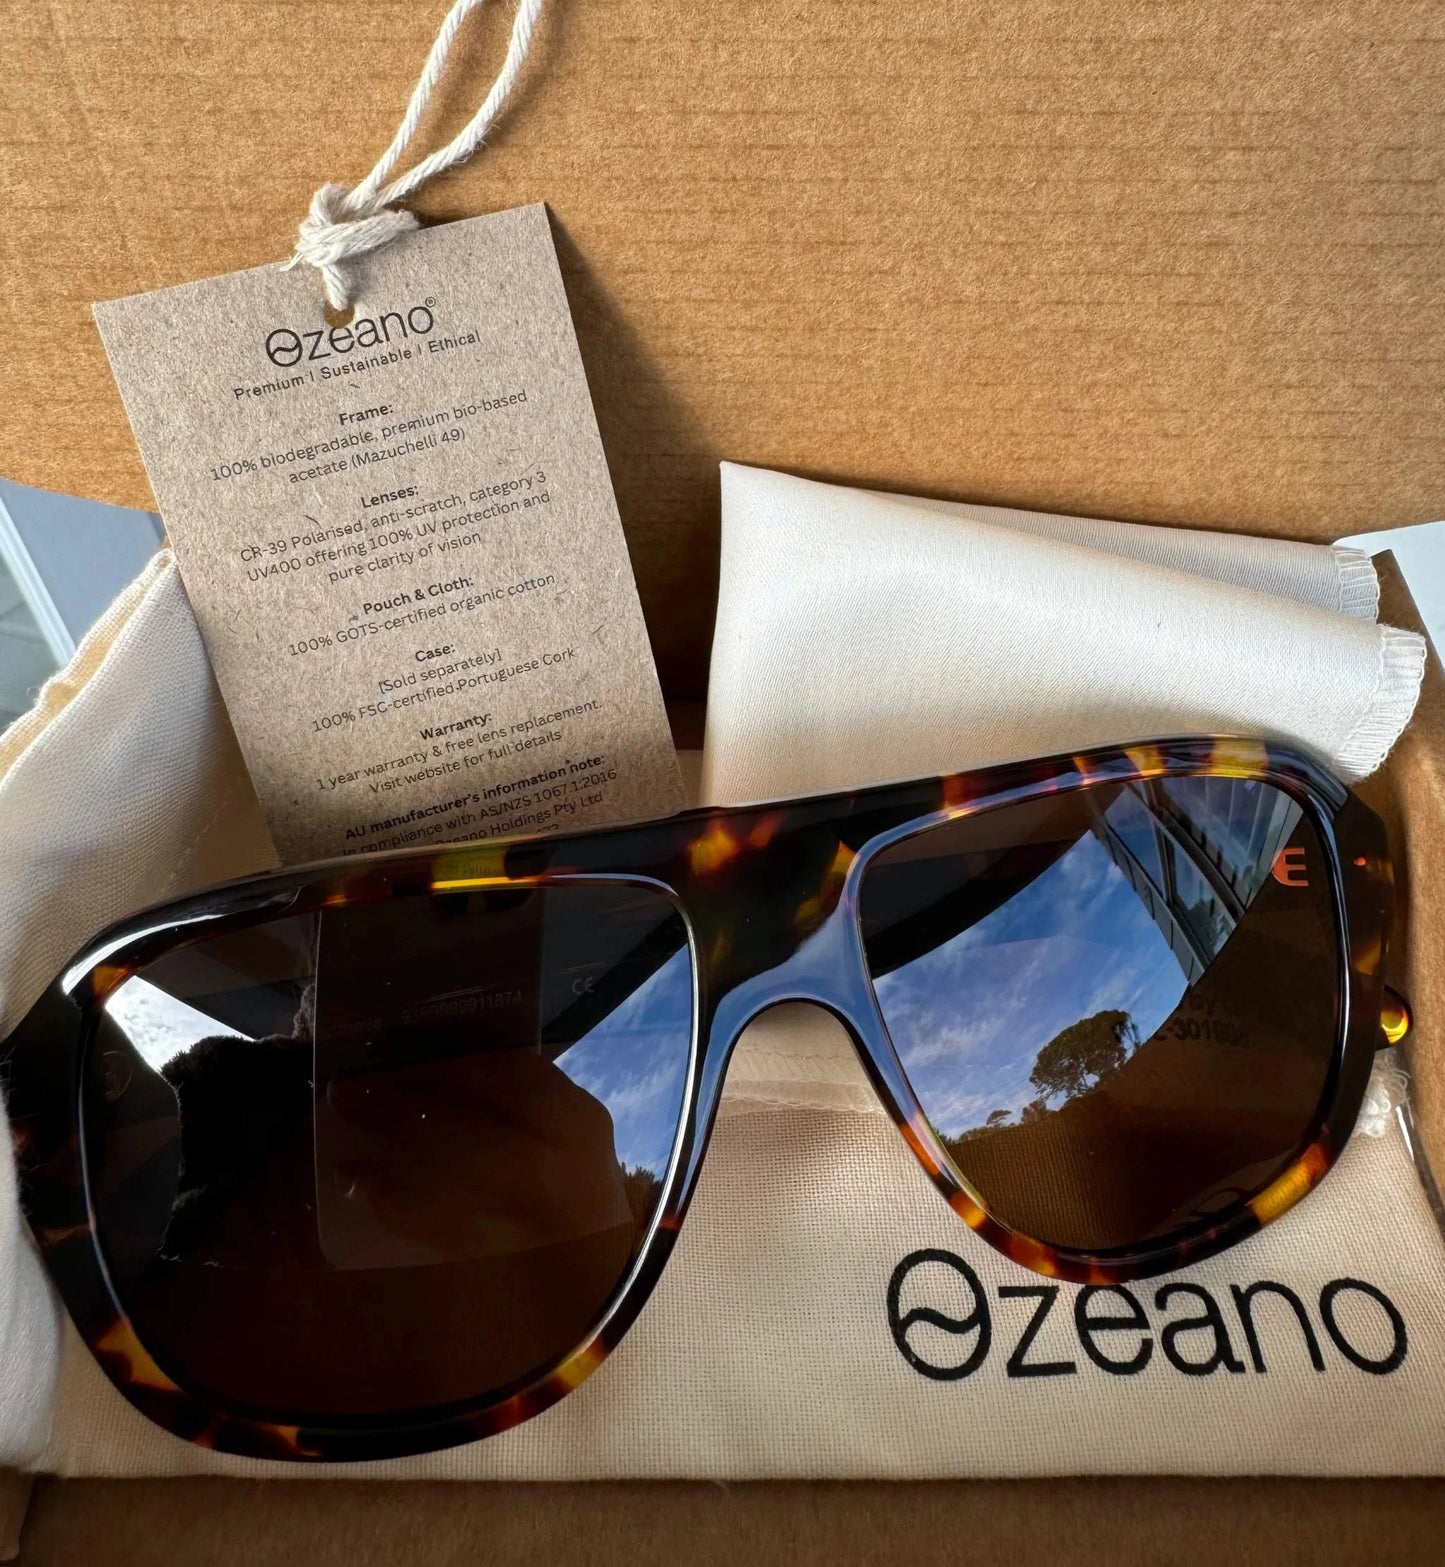 Ozeano®
Premium | Sustainable | Ethical
Frame:
100% biodegradable, premium bio-based
acetate (Mazuchelli 49)
Lenses:
CR-39 Polarised, anti-scratch, category 3
UV400 offering 100% UV protection and
pure clarity of vision
Pouch & Cloth:
100% GOTS-certified organic cotton
Case:
[Sold separately]
100% FSC-certified Portuguese Cork
Warranty:
1 year warranty & free lens replacement.
Visit website for full details
AU manufacturer's information note:
In compliance with AS/NZS 1067.1:2016
Ozeano Holdings Pty Ltd
CE
Ozeano